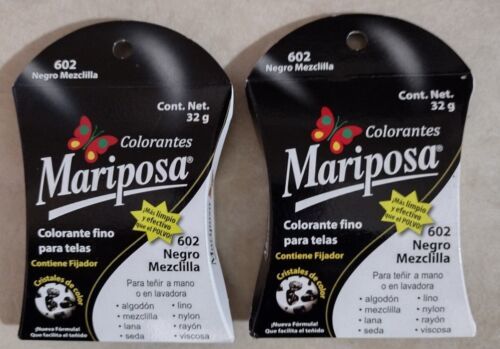 602
Negro Mezclilla
Cont. Net.
32 g
Colorantes
Mariposa®
¡Más limpio
y efectivo
que el POLVO!
Colorante fino
para telas
Contiene Fijador
602
Negro
Mezclilla
Cristales de color
Para teñir a mano
o en lavadora
• algodón • lino
• mezclilla • nylon
• lana • rayón
• seda • viscosa
¡Nueva Fórmula!
Que facilita el teñido
602
Negro Mezclilla
Cont. Net.
32 g
Colorantes
Mariposa®
¡Más limpio
y efectivo
que el POLVO!
Colorante fino
para telas
Contiene Fijador
602
Negro
Mezclilla
Cristales de color
Para teñir a mano
o en lavadora
• algodón • lino
• mezclilla • nylon
• lana • rayón
• seda • viscosa
¡Nueva Fórmula!
Que facilita el teñido